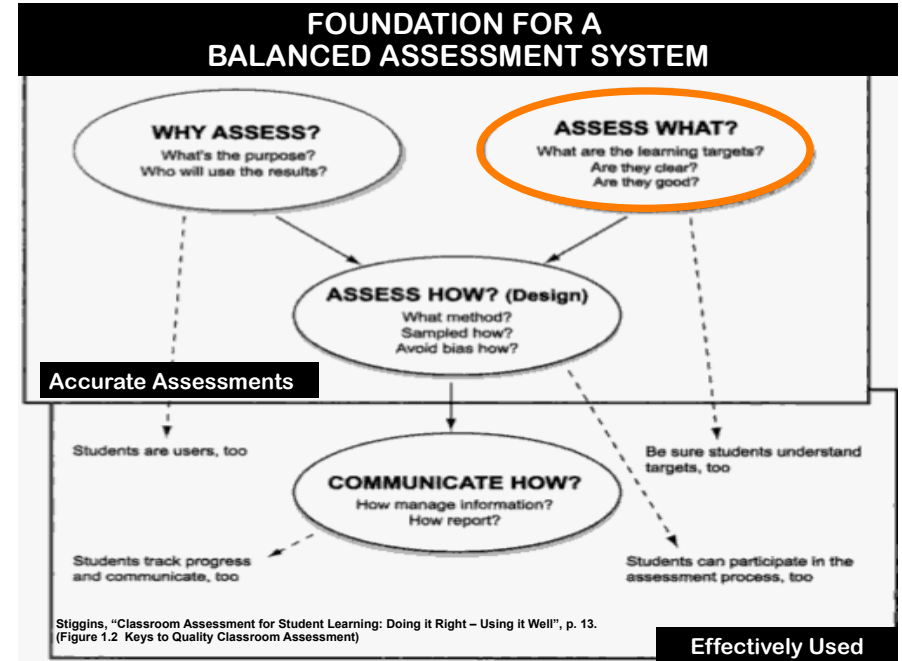 FOUNDATION FOR A
BALANCED ASSESSMENT SYSTEM
WHY ASSESS?
What's the purpose?
Who will use the results?
ASSESS WHAT?
What are the learning targets?
Are they clear?
Are they good?
ASSESS HOW? (Design)
What method?
Sampled how?
Avoid bias how?
Accurate Assessments
Students are users, too
Be sure students understand
targets, too
COMMUNICATE HOW?
How manage information?
How report?
Students track progress
and communicate, too
Students can participate in the
assessment process, too
Stiggins, “Classroom Assessment for Student Learning: Doing it Right – Using it Well”, p. 13.
(Figure 1.2 Keys to Quality Classroom Assessment)
Effectively Used